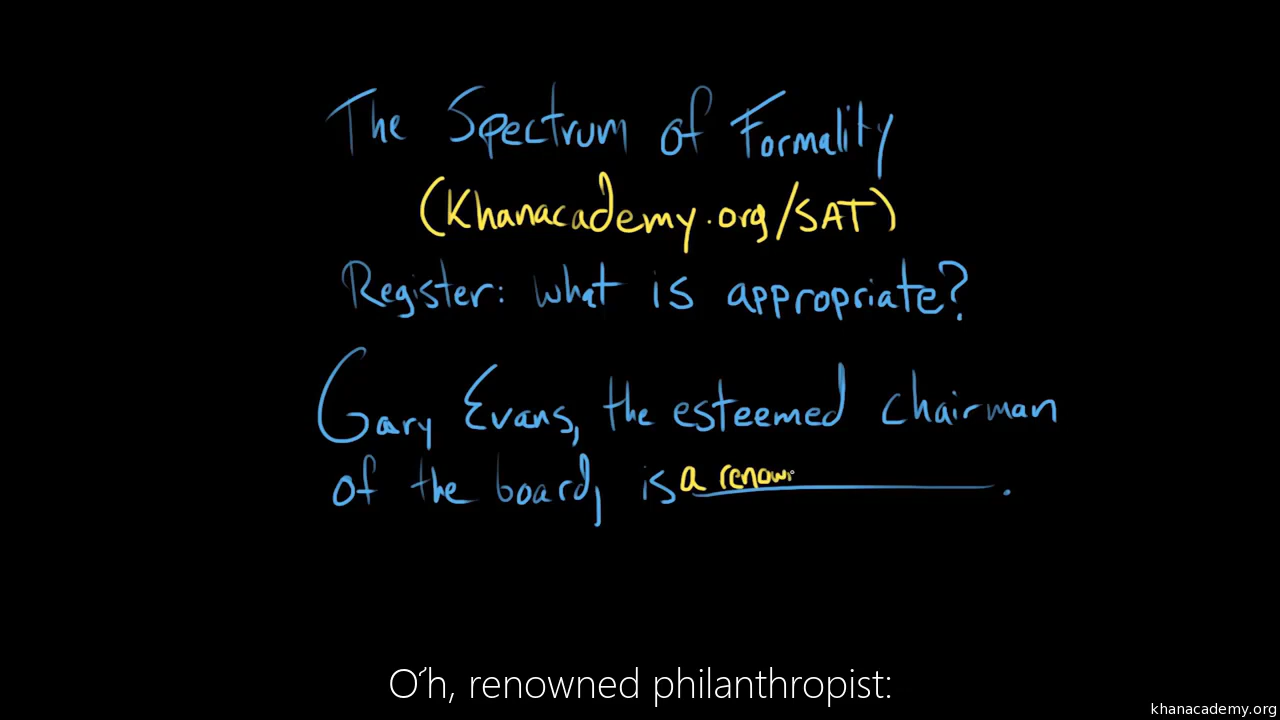 The Spectrum of Formality
(Khanacademy.org/SAT)
Register: what is appropriate?
Gary Evans, the esteemed chairman
of the board, is a renow
O´h, renowned philanthropist:
khanacademy.org